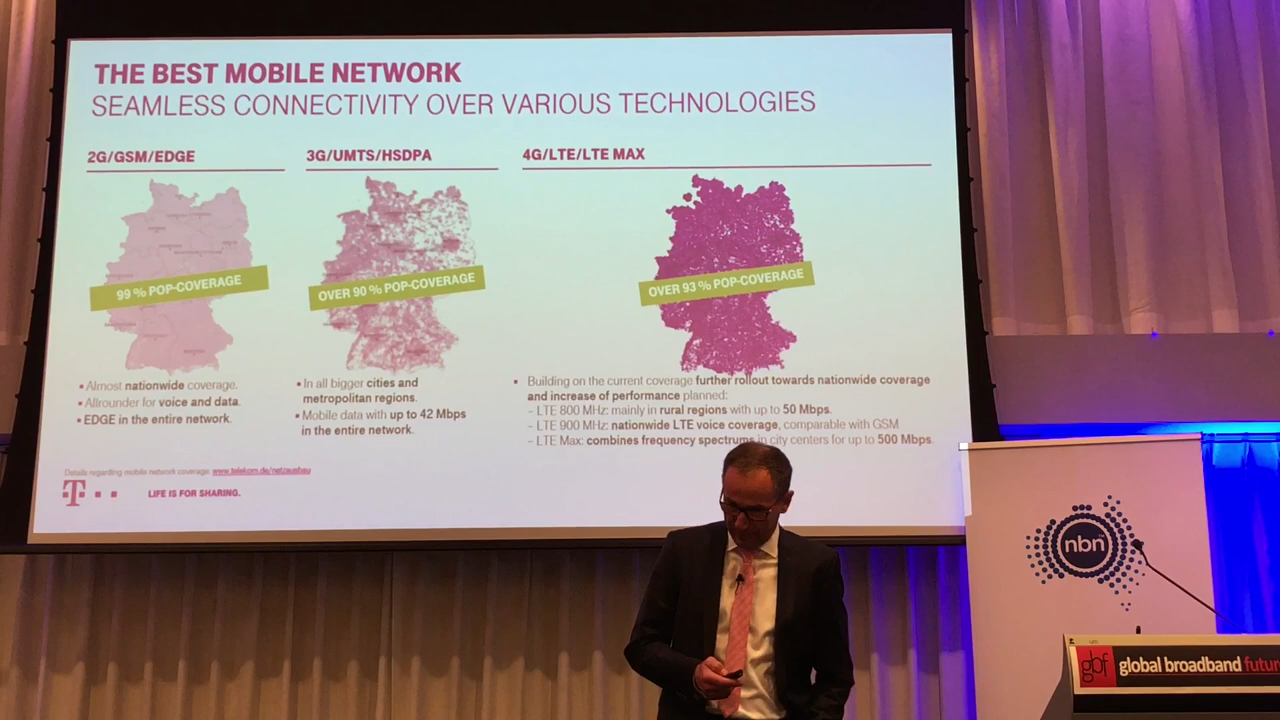 THE BEST MOBILE NETWORK
SEAMLESS CONNECTIVITY OVER VARIOUS TECHNOLOGIES
2G/GSM/EDGE
99 % POP-COVERAGE
▪ Almost nationwide coverage.
▪ Allrounder for voice and data.
▪ EDGE in the entire network.
3G/UMTS/HSDPA
OVER 90 % POP-COVERAGE
▪ In all bigger cities and
metropolitan regions.
▪ Mobile data with up to 42 Mbps
in the entire network.
4G/LTE/LTE MAX
OVER 93 % POP-COVERAGE
▪ Building on the current coverage further rollout towards nationwide coverage
and increase of performance planned:
– LTE 800 MHz: mainly in rural regions with up to 50 Mbps.
– LTE 900 MHz: nationwide LTE voice coverage, comparable with GSM
– LTE Max: combines frequency spectrums in city centers for up to 500 Mbps.
Details regarding mobile network coverage: www.telekom.de/netzausbau
T LIFE IS FOR SHARING.
nbn
gbf global broadband futur